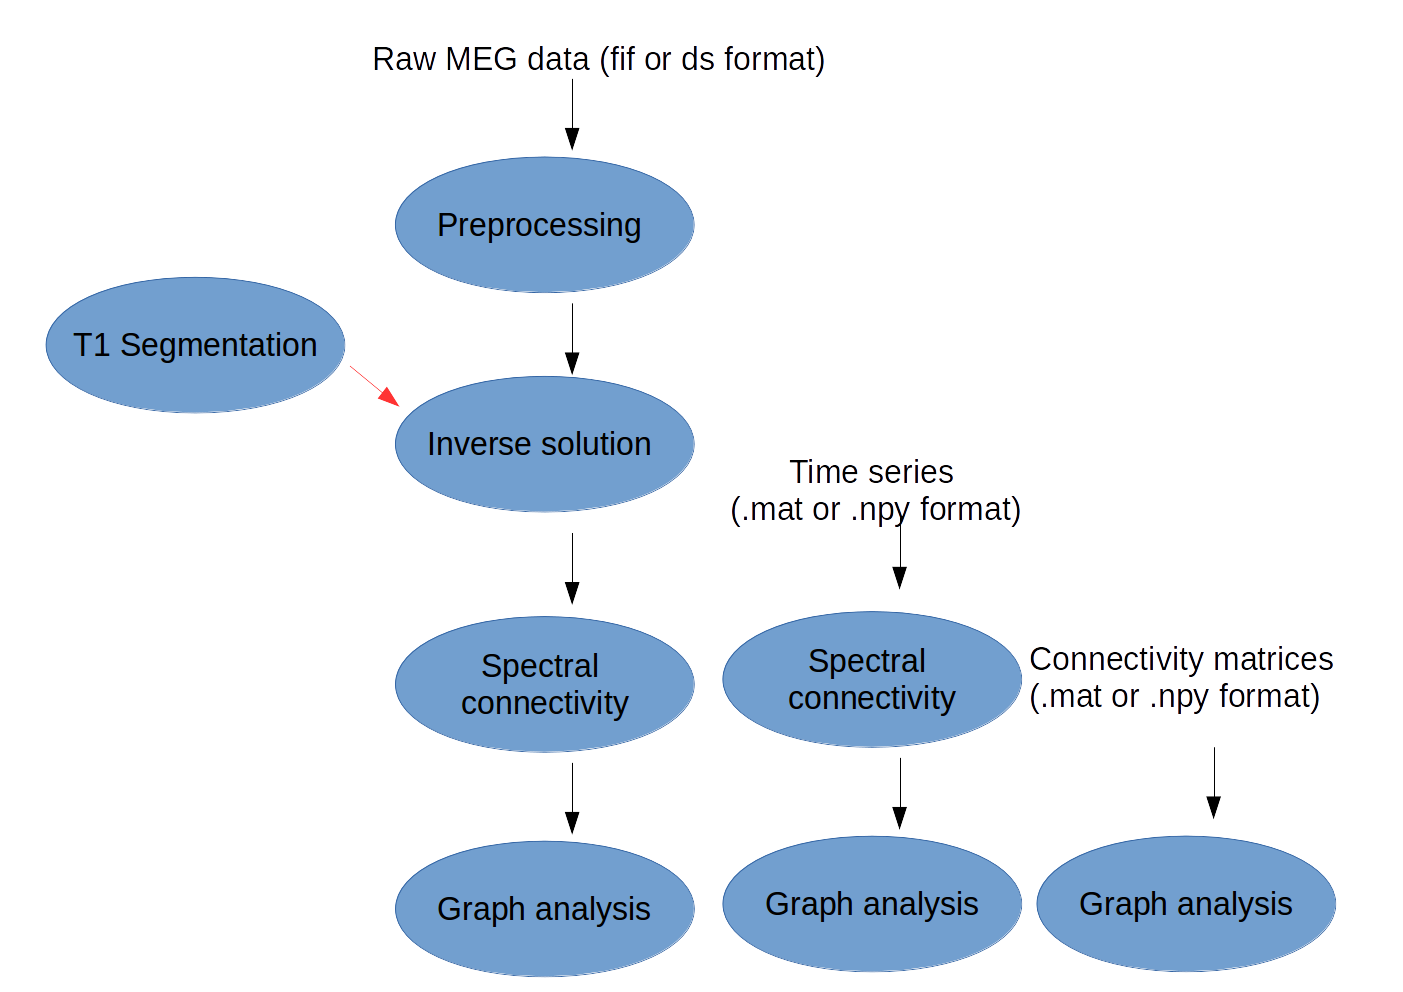 Raw MEG data (fif or ds format)
Preprocessing
T1 Segmentation
Inverse solution
Time series
(.mat or .npy format)
Spectral
connectivity
Spectral
connectivity
Connectivity matrices
(.mat or .npy format)
Graph analysis
Graph analysis
Graph analysis